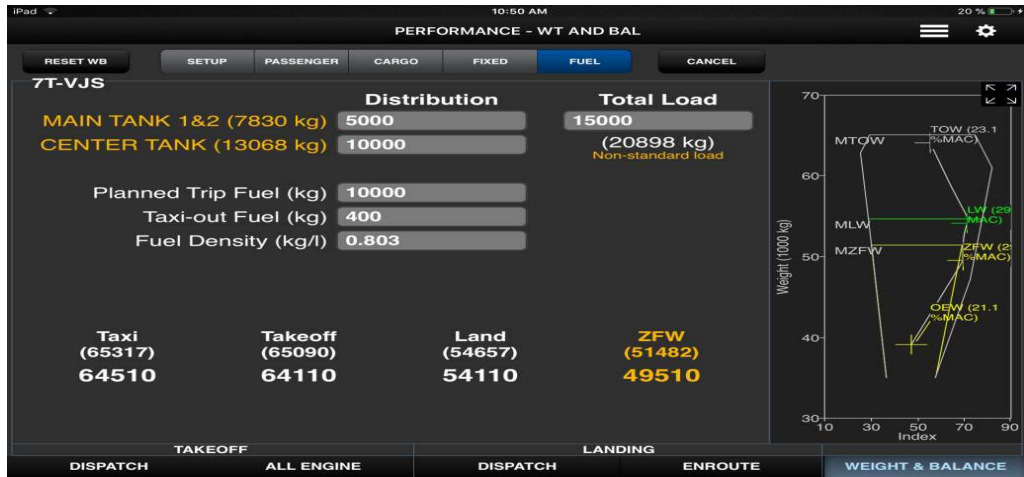 iPad 10:50 AM 20 %
PERFORMANCE - WT AND BAL
RESET WB SETUP PASSENGER CARGO FIXED FUEL CANCEL
7T-VJS
Distribution Total Load
MAIN TANK 1&2 (7830 kg) 5000 15000
CENTER TANK (13068 kg) 10000 (20898 kg)
Non-standard load
Planned Trip Fuel (kg) 10000
Taxi-out Fuel (kg) 400
Fuel Density (kg/l) 0.803
Taxi Takeoff Land ZFW
(65317) (65090) (54657) (51482)
64510 64110 54110 49510
70
TOW (23.1
%MAC)
MTOW
60
LW (29
MAC)
MLW
MZFW
ZFW (2
%MAC)
50
Weight (1000 kg)
OEW (21.1
%MAC)
40
30
10 30 50 70 90
Index
TAKEOFF LANDING
DISPATCH ALL ENGINE DISPATCH ENROUTE WEIGHT & BALANCE